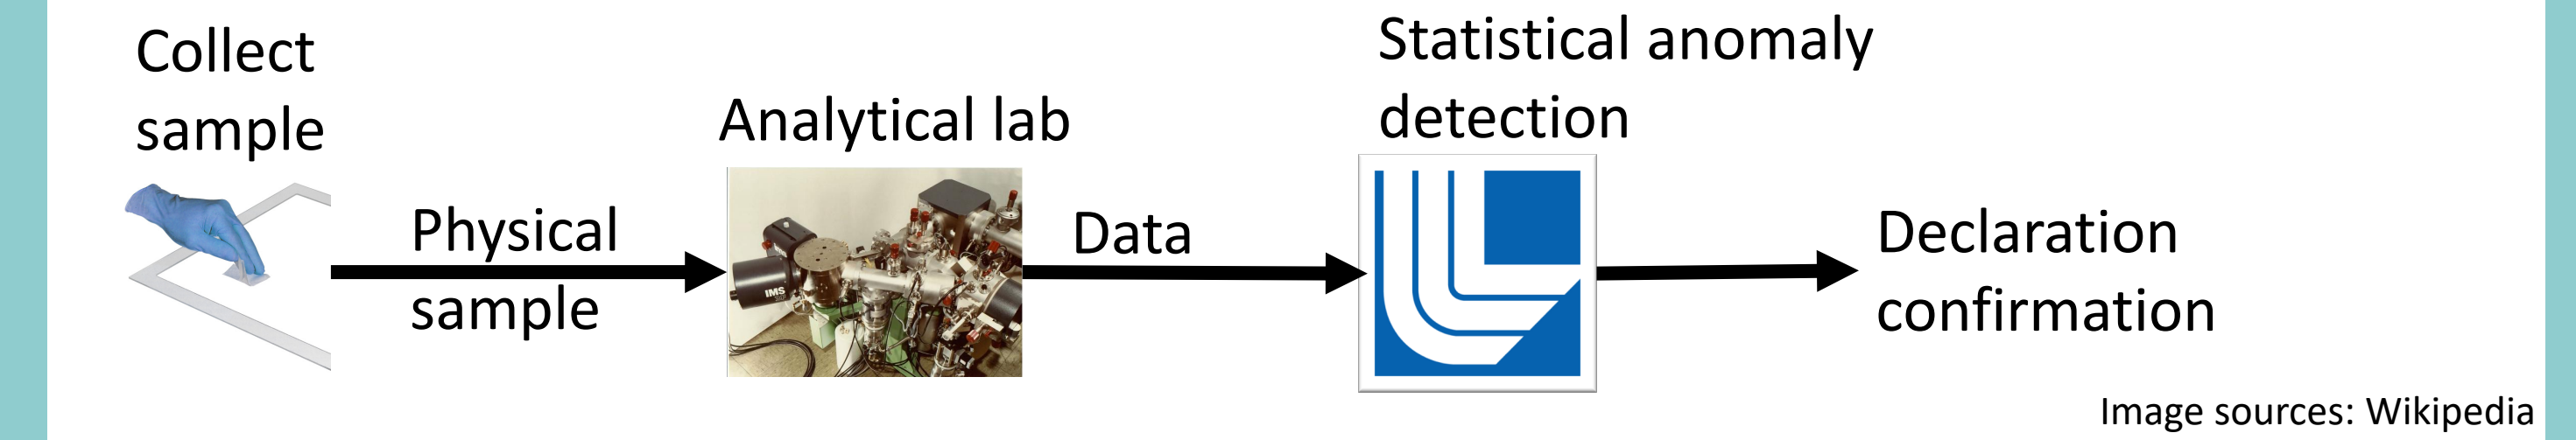 Collect
sample
Physical
sample
Analytical lab
IMS
Data
Statistical anomaly
detection
Declaration
confirmation
Image sources: Wikipedia